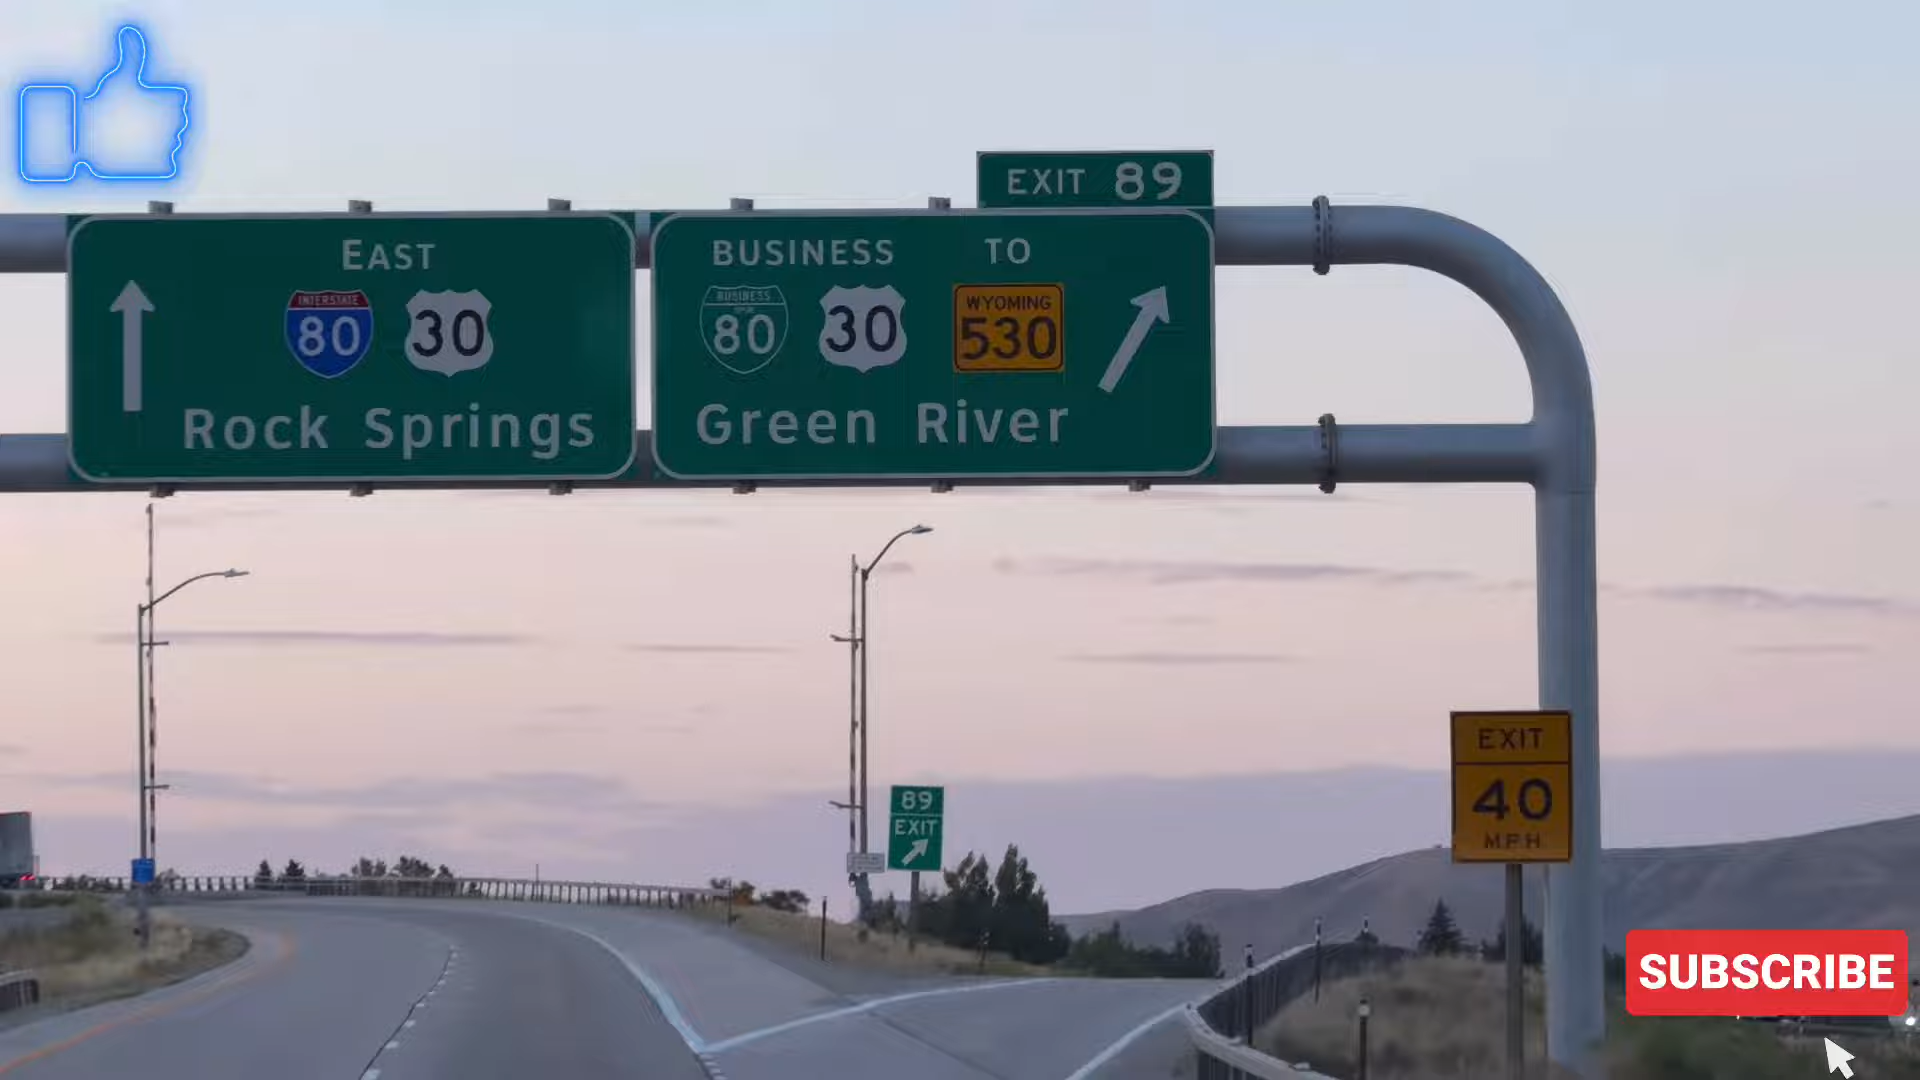 EXIT 89
EAST
INTERSTATE
80
30
Rock Springs
BUSINESS TO
BUSINESS
80
30
WYOMING
530
Green River
89
EXIT
EXIT
40
M.P.H.
SUBSCRIBE